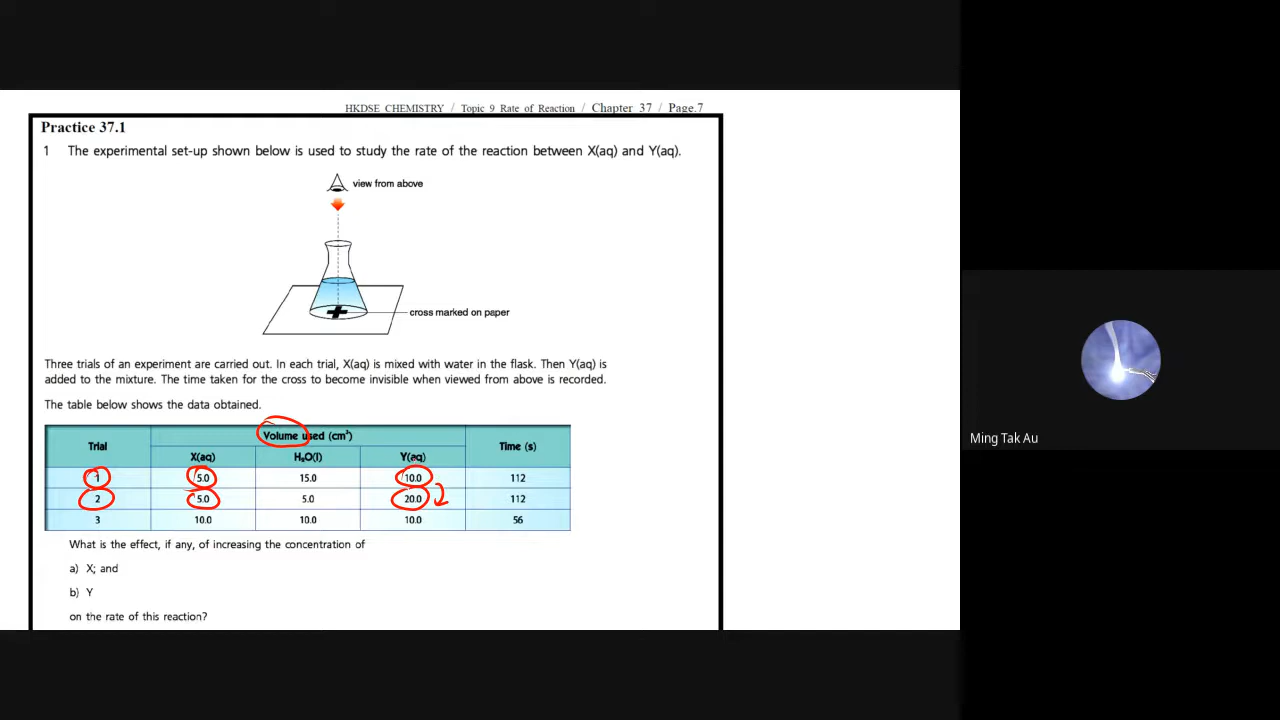 HKDSE CHEMISTRY / Topic 9 Rate of Reaction / Chapter 37 / Page.7
Practice 37.1
1 The experimental set-up shown below is used to study the rate of the reaction between X(aq) and Y(aq).
view from above
cross marked on paper
Three trials of an experiment are carried out. In each trial, X(aq) is mixed with water in the flask. Then Y(aq) is
added to the mixture. The time taken for the cross to become invisible when viewed from above is recorded.
The table below shows the data obtained.
Trial Volume used (cm³) Time (s)
X(aq) H₂O(l) Y(aq)
1 5.0 15.0 10.0 112
2 5.0 5.0 20.0 112
3 10.0 10.0 10.0 56
What is the effect, if any, of increasing the concentration of
a) X; and
b) Y
on the rate of this reaction?
Ming Tak Au